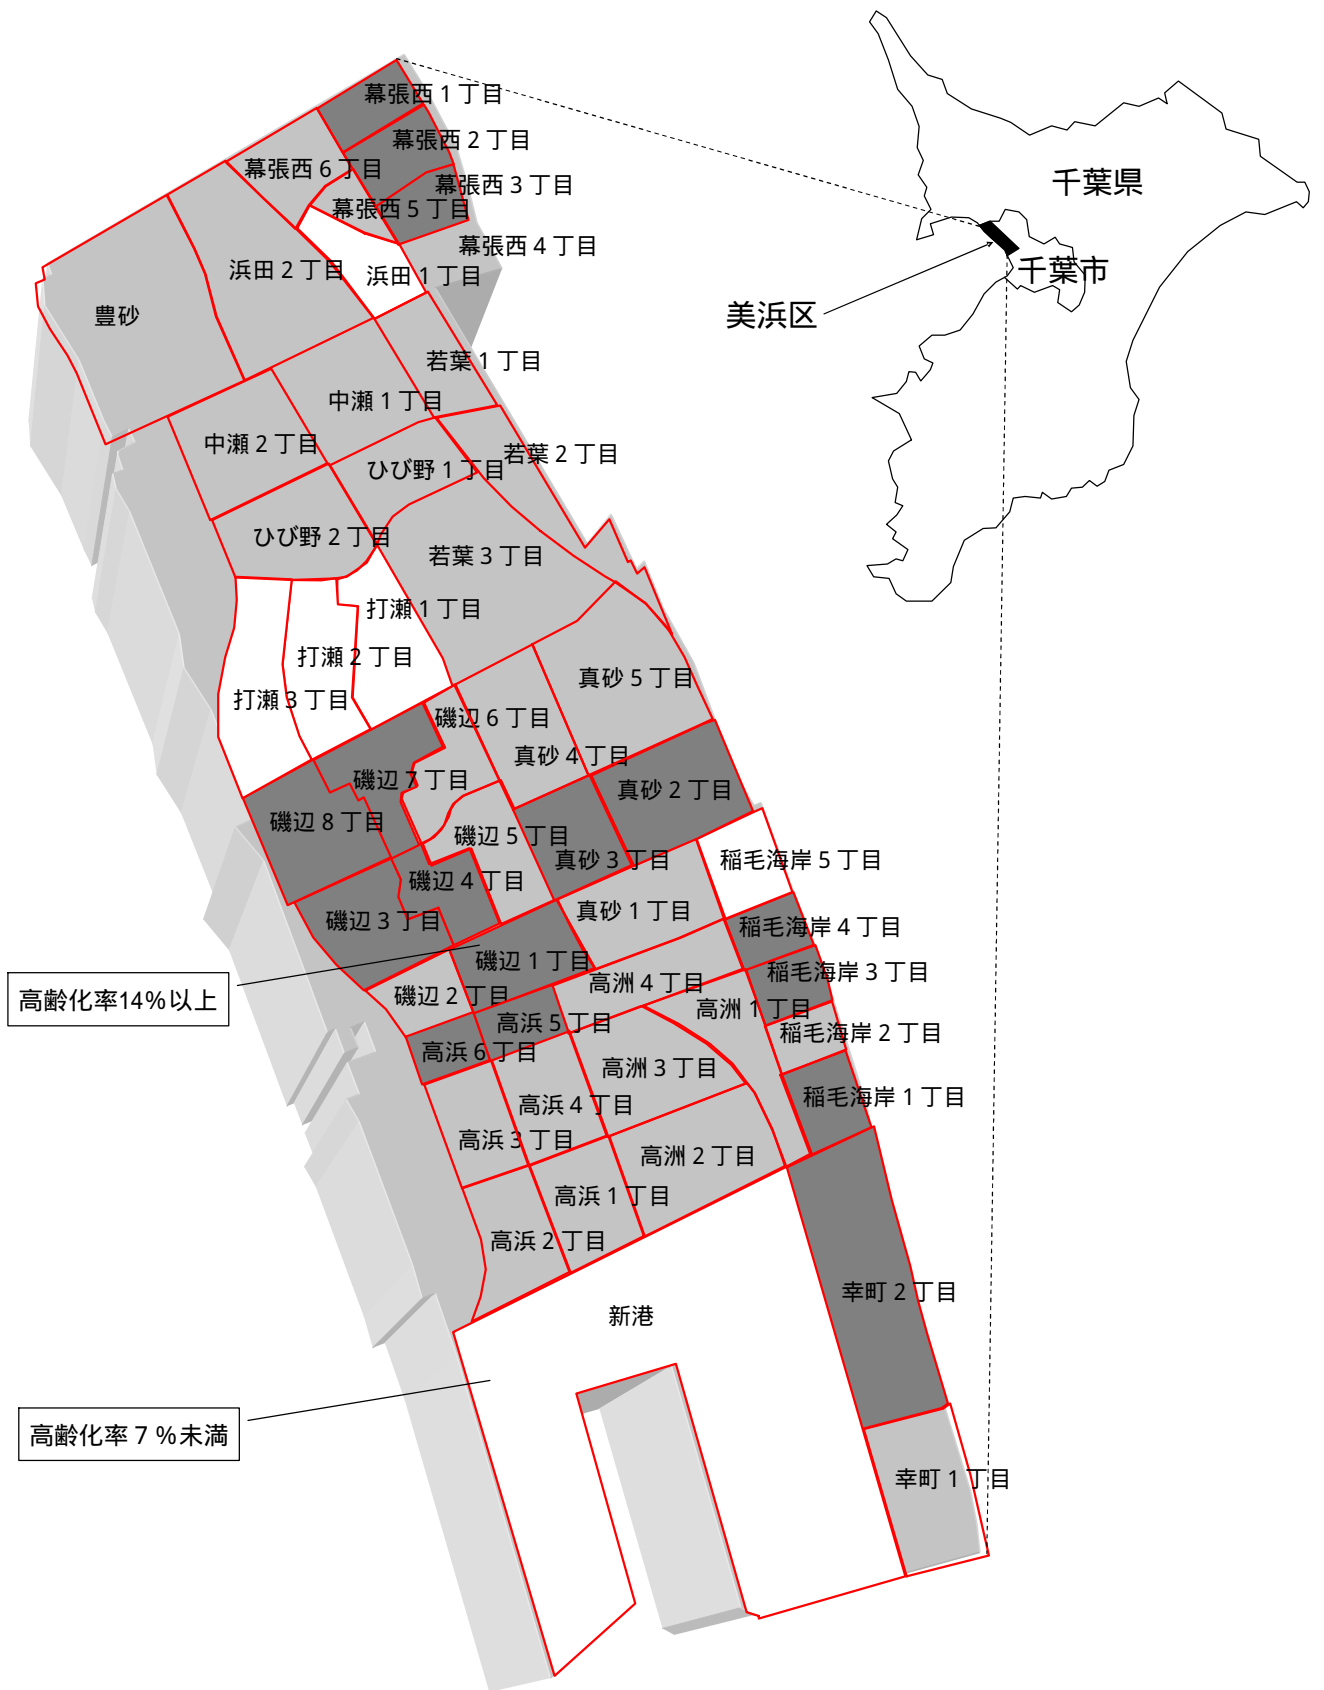 幕張西１丁目
幕張西２丁目
幕張西６丁目
幕張西３丁目
幕張西５丁目
幕張西４丁目
浜田２丁目
浜田１丁目
豊砂
若葉１丁目
中瀬１丁目
中瀬２丁目
若葉２丁目
ひび野１丁目
ひび野２丁目
若葉３丁目
打瀬１丁目
打瀬２丁目
打瀬３丁目
真砂５丁目
磯辺６丁目
真砂４丁目
磯辺７丁目
真砂２丁目
磯辺８丁目
磯辺５丁目
真砂３丁目
稲毛海岸５丁目
磯辺４丁目
真砂１丁目
磯辺３丁目
稲毛海岸４丁目
磯辺１丁目
稲毛海岸３丁目
高洲４丁目
磯辺２丁目
高洲１丁目
高浜５丁目
稲毛海岸２丁目
高浜６丁目
高洲３丁目
稲毛海岸１丁目
高浜４丁目
高浜３丁目
高洲２丁目
高浜１丁目
高浜２丁目
幸町２丁目
新港
幸町１丁目
高齢化率14%以上
高齢化率７%未満
千葉県
千葉市
美浜区